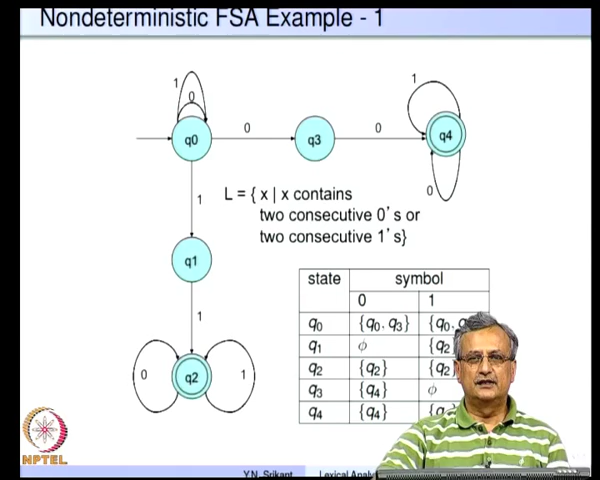 Nondeterministic FSA Example - 1
1
0
q0
0
q3
0
q4
1
0
1
L = { x | x contains
two consecutive 0's or
two consecutive 1's}
q1
1
q2
0
1
state symbol
0 1
q0 {q0, q3} {q0,
q1 ϕ {q2
q2 {q2} {q2}
q3 {q4} ϕ
q4 {q4}
NPTEL
Y.N. Srikant Lexical